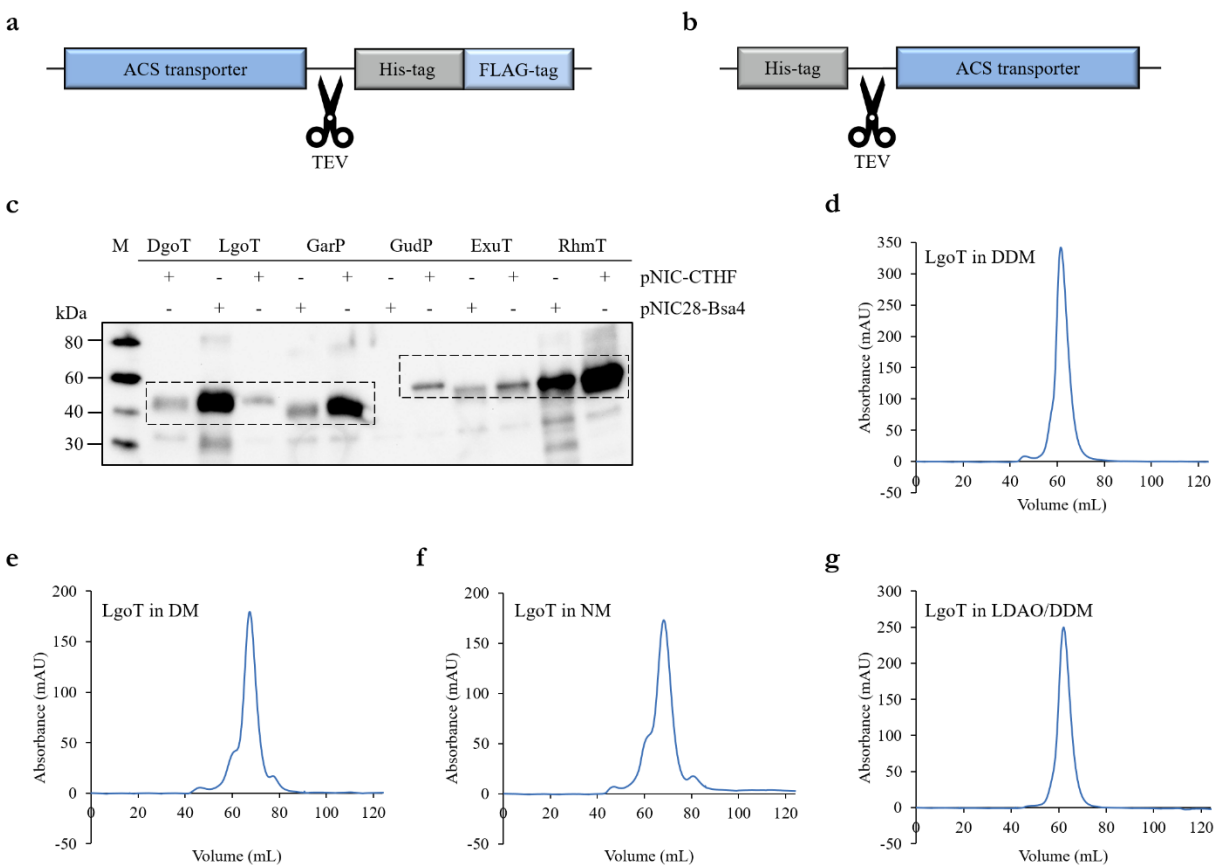 a
ACS transporter
His-tag
FLAG-tag
TEV
b
His-tag
ACS transporter
TEV
c
M DgoT LgoT GarP GudP ExuT RhmT
+ - + - + - + - + - + pNIC-CTHF
- + - + - + - + - + - pNIC28-Bsa4
kDa
80
60
40
30
d
LgoT in DDM
Absorbance (mAU)
350
300
250
200
150
100
50
0
-50
0 20 40 60 80 100 120
Volume (mL)
e
LgoT in DM
Absorbance (mAU)
200
150
100
50
0
-50
0 20 40 60 80 100 120
Volume (mL)
f
LgoT in NM
Absorbance (mAU)
200
150
100
50
0
-50
0 20 40 60 80 100 120
Volume (mL)
g
LgoT in LDAO/DDM
Absorbance (mAU)
300
250
200
150
100
50
0
-50
0 20 40 60 80 100 120
Volume (mL)